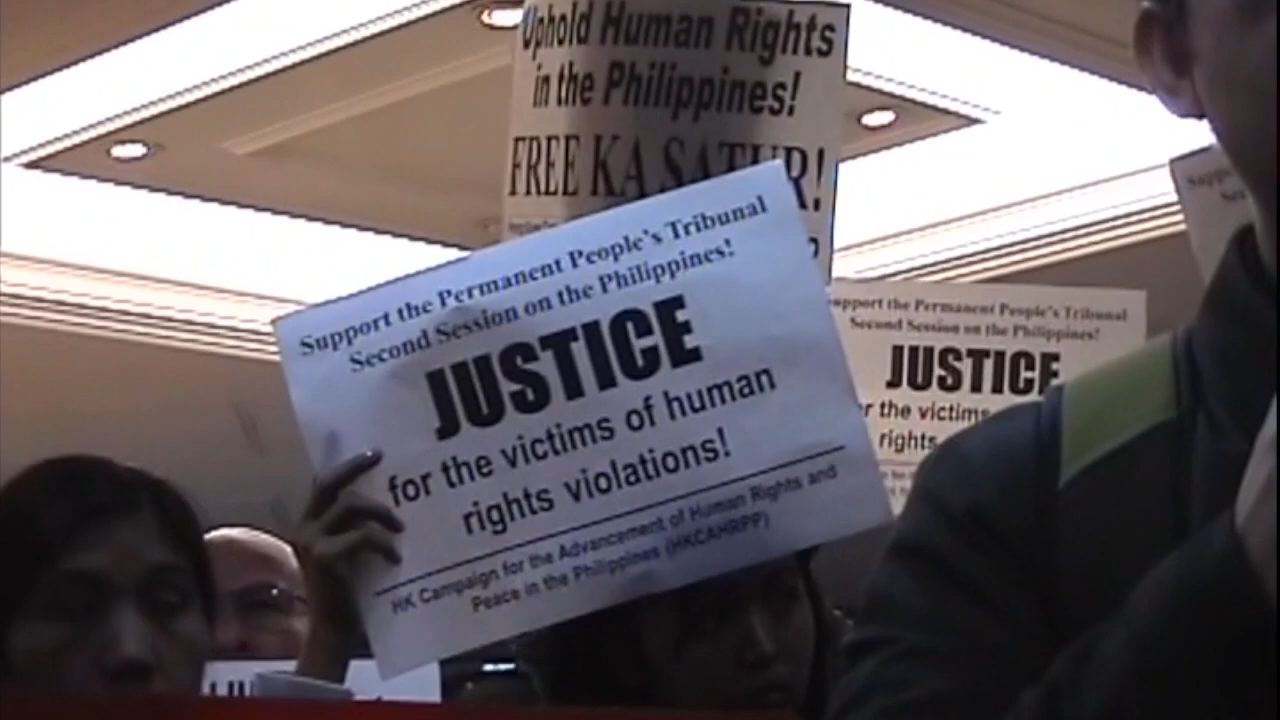 Uphold Human Rights
in the Philippines!
FREE KA SATUR!
Support the Permanent People's Tribunal
Second Session on the Philippines!
JUSTICE
for the victims of human
rights violations!
HK Campaign for the Advancement of Human Rights and
Peace in the Philippines (HKCAHRPP)
Support the Permanent People's Tribunal
Second Session on the Philippines!
JUSTICE
the victims
rights